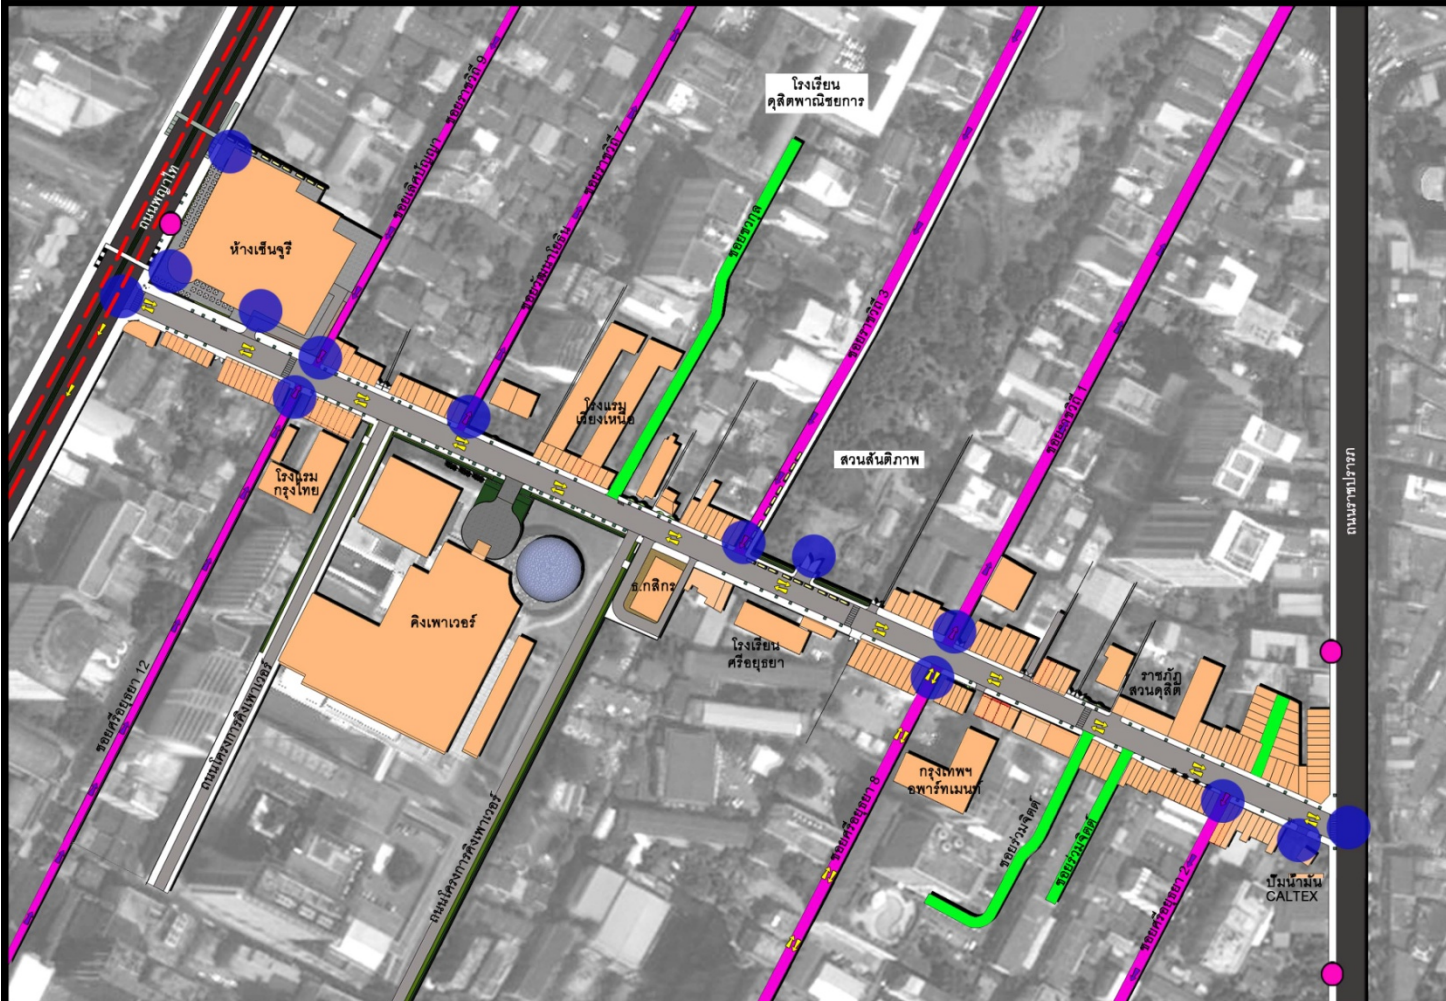 โรงเรียน
ดุสิตพาณิชยการ
ซอยราชวิถี 9
ซอยเลิศปัญญา
ซอยราชวิถี 7
ซอยวัฒนาโยธิน
ถนนพญาไท
ห้างเซ็นจูรี่
ซอยชวกุล
ซอยราชวิถี 3
โรงแรม
เวียงเหนือ
ซอยราชวิถี 1
สวนสันติภาพ
โรงแรม
กรุงไทย
ถนนราชปรารภ
ธ.กสิกร
คิงเพาเวอร์
โรงเรียน
ศรีอยุธยา
ราชภัฏ
สวนดุสิต
ซอยศรีอยุธยา 12
ถนนโครงการคิงเพาเวอร์
ถนนโครงการคิงเพาเวอร์
กรุงเทพฯ
อพาร์ทเมนท์
ซอยศรีอยุธยา 8
ซอยร่วมจิตต์
ซอยร่วมจิตต์
ซอยศรีอยุธยา 2
ปั๊มน้ำมัน
CALTEX